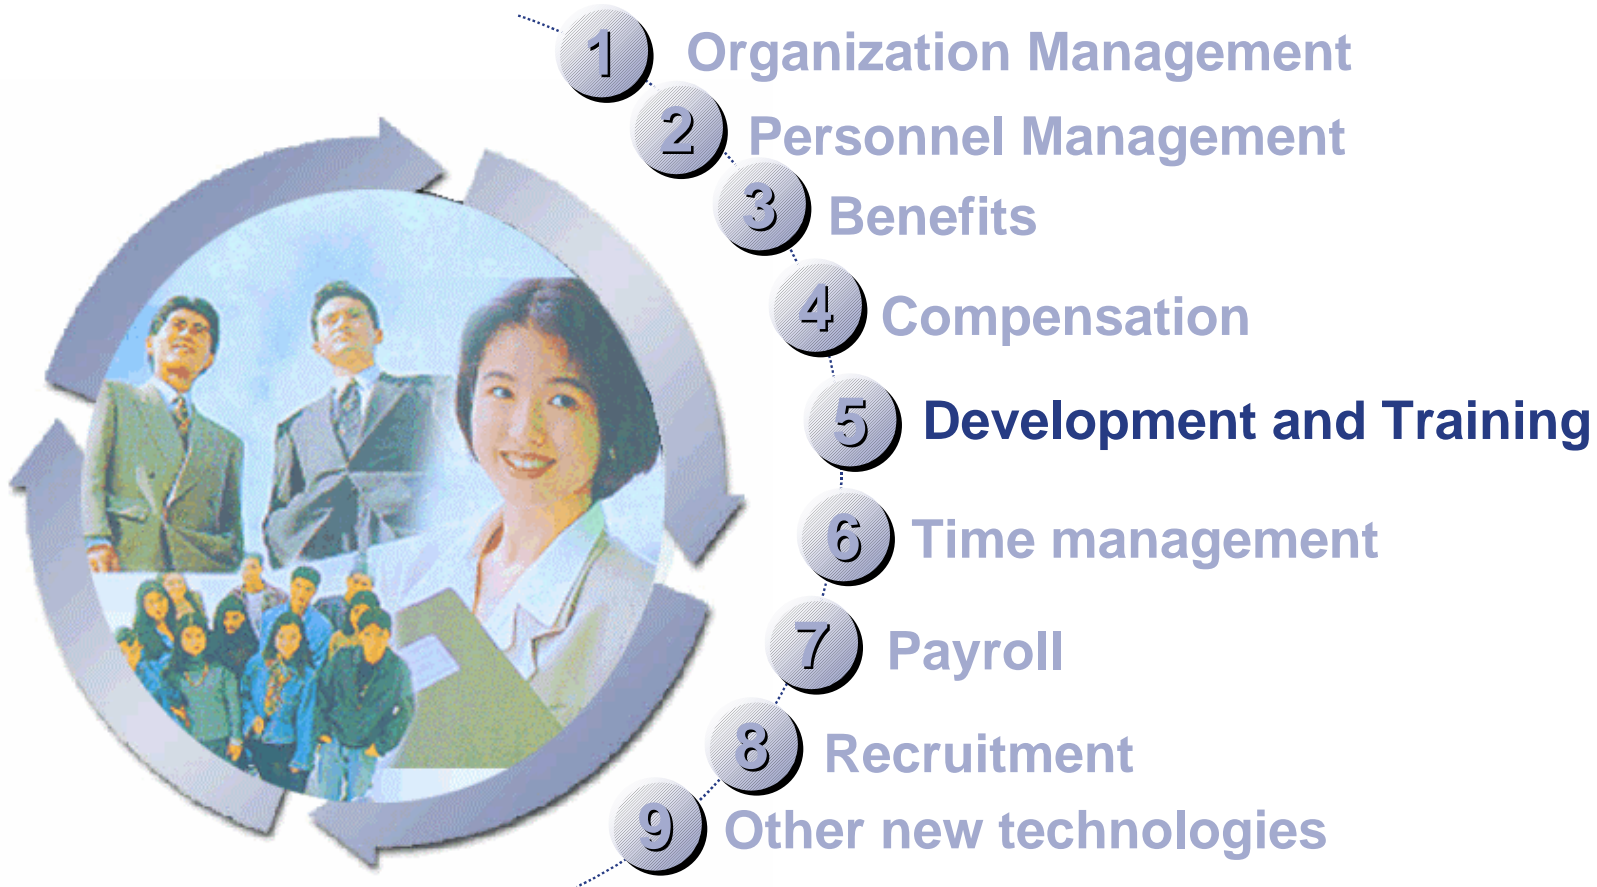 1 Organization Management
2 Personnel Management
3 Benefits
4 Compensation
5 Development and Training
6 Time management
7 Payroll
8 Recruitment
9 Other new technologies